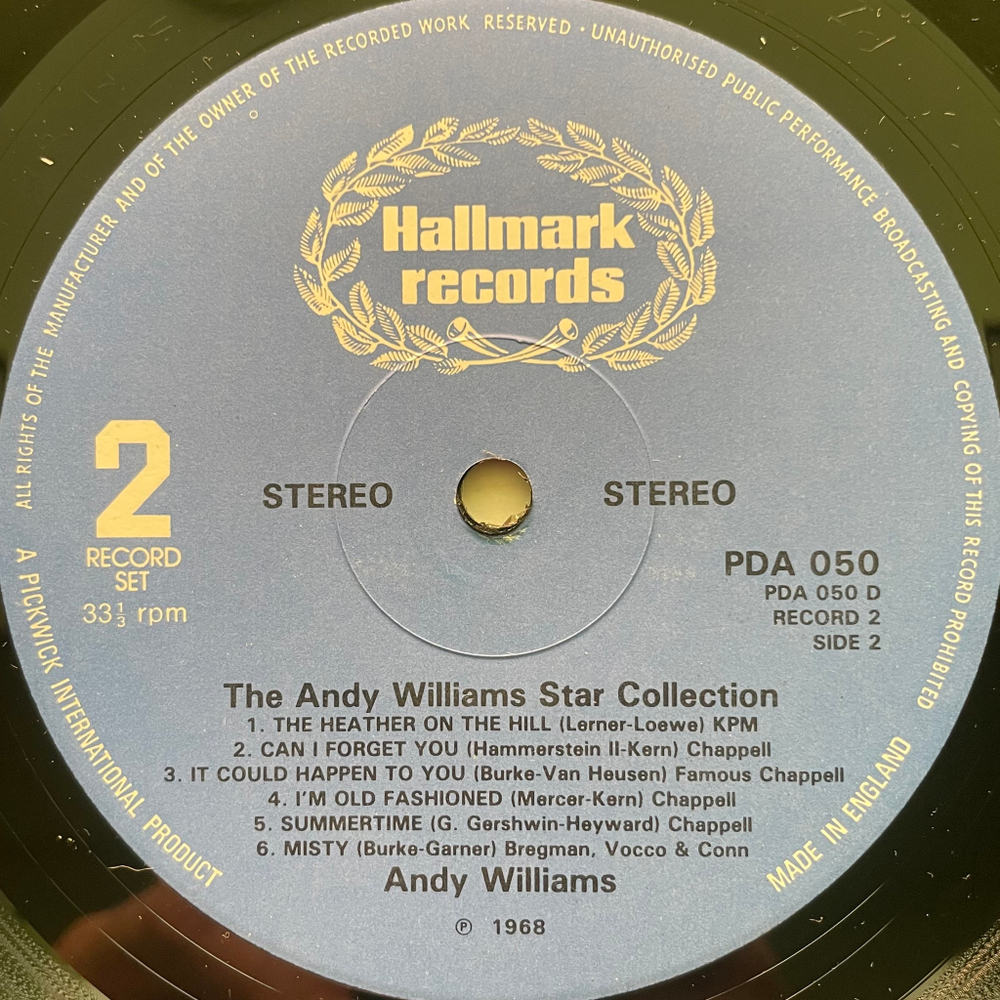 ALL RIGHTS OF THE MANUFACTURER AND OF THE OWNER OF THE RECORDED WORK RESERVED · UNAUTHORISED PUBLIC PERFORMANCE BROADCASTING AND COPYING OF THIS RECORD PROHIBITED
Hallmark
records
2
RECORD
SET
33⅓ rpm
STEREO
STEREO
PDA 050
PDA 050 D
RECORD 2
SIDE 2
The Andy Williams Star Collection
1. THE HEATHER ON THE HILL (Lerner-Loewe) KPM
2. CAN I FORGET YOU (Hammerstein II-Kern) Chappell
3. IT COULD HAPPEN TO YOU (Burke-Van Heusen) Famous Chappell
4. I'M OLD FASHIONED (Mercer-Kern) Chappell
5. SUMMERTIME (G. Gershwin-Heyward) Chappell
6. MISTY (Burke-Garner) Bregman, Vocco & Conn
Andy Williams
℗ 1968
A PICKWICK INTERNATIONAL PRODUCT
MADE IN ENGLAND